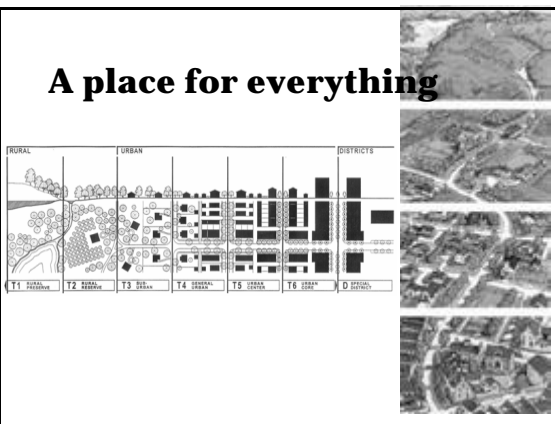 A place for everything
RURAL URBAN DISTRICTS
T1 RURAL PRESERVE T2 RURAL RESERVE T3 SUB-URBAN T4 GENERAL URBAN T5 URBAN CENTER T6 URBAN CORE D SPECIAL DISTRICT